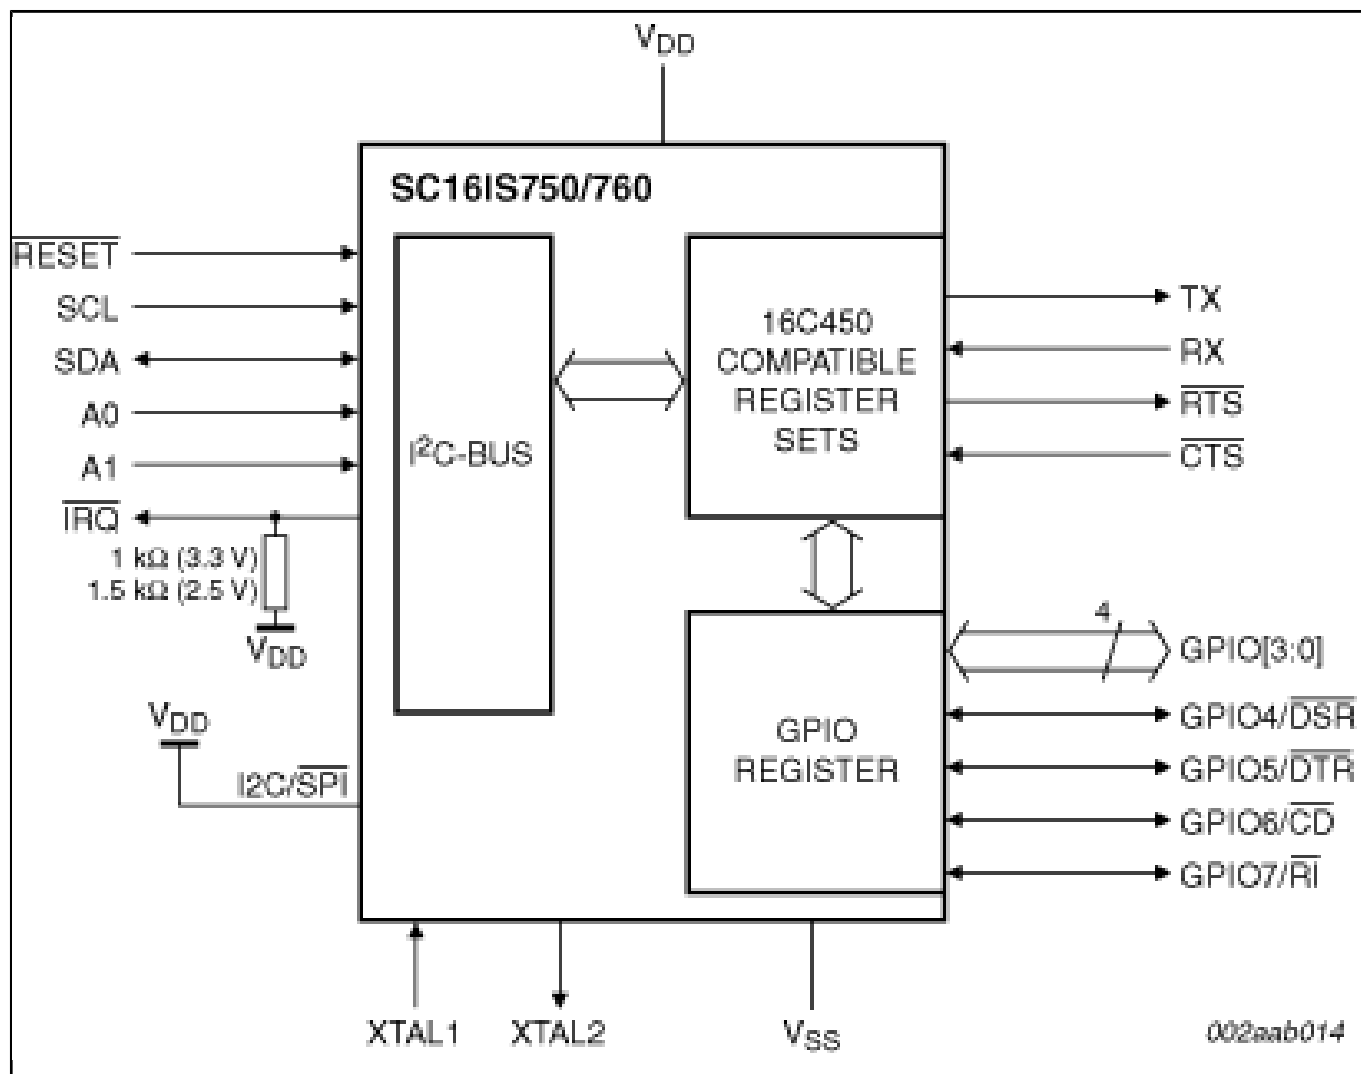 VDD
SC16IS750/760
RESET
SCL
SDA
A0
A1
IRQ
1 kΩ (3.3 V)
1.5 kΩ (2.5 V)
VDD
VDD
I2C/SPI
I²C-BUS
16C450
COMPATIBLE
REGISTER
SETS
GPIO
REGISTER
TX
RX
RTS
CTS
4
GPIO[3:0]
GPIO4/DSR
GPIO5/DTR
GPIO6/CD
GPIO7/RI
XTAL1
XTAL2
VSS
002aab014